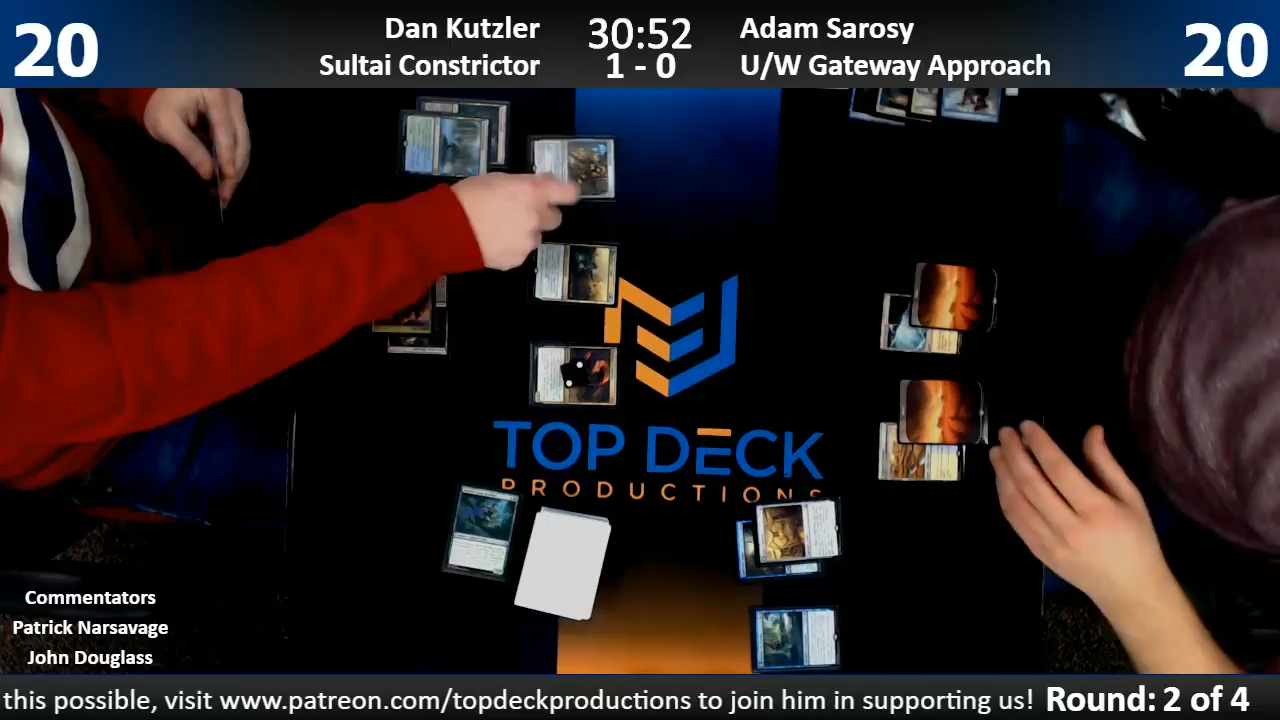 20
Dan Kutzler
Sultai Constrictor
30:52
1 - 0
Adam Sarosy
U/W Gateway Approach
20
TOP DECK
PRODUCTIONS
Commentators
Patrick Narsavage
John Douglass
this possible, visit www.patreon.com/topdeckproductions to join him in supporting us!
Round: 2 of 4